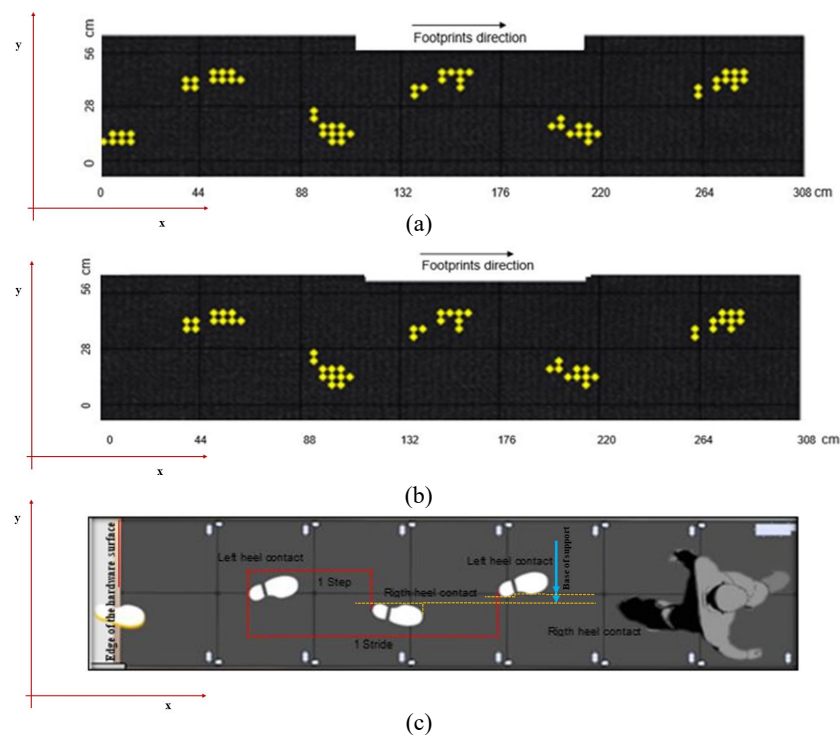 y
cm
56
28
0
Footprints direction
0 44 88 132 176 220 264 308 cm
x
(a)
y
cm
56
28
0
Footprints direction
0 44 88 132 176 220 264 308 cm
x
(b)
y
Edge of the hardware surface
Left heel contact
1 Step
Rigth heel contact
1 Stride
Left heel contact
Base of support
Rigth heel contact
x
(c)